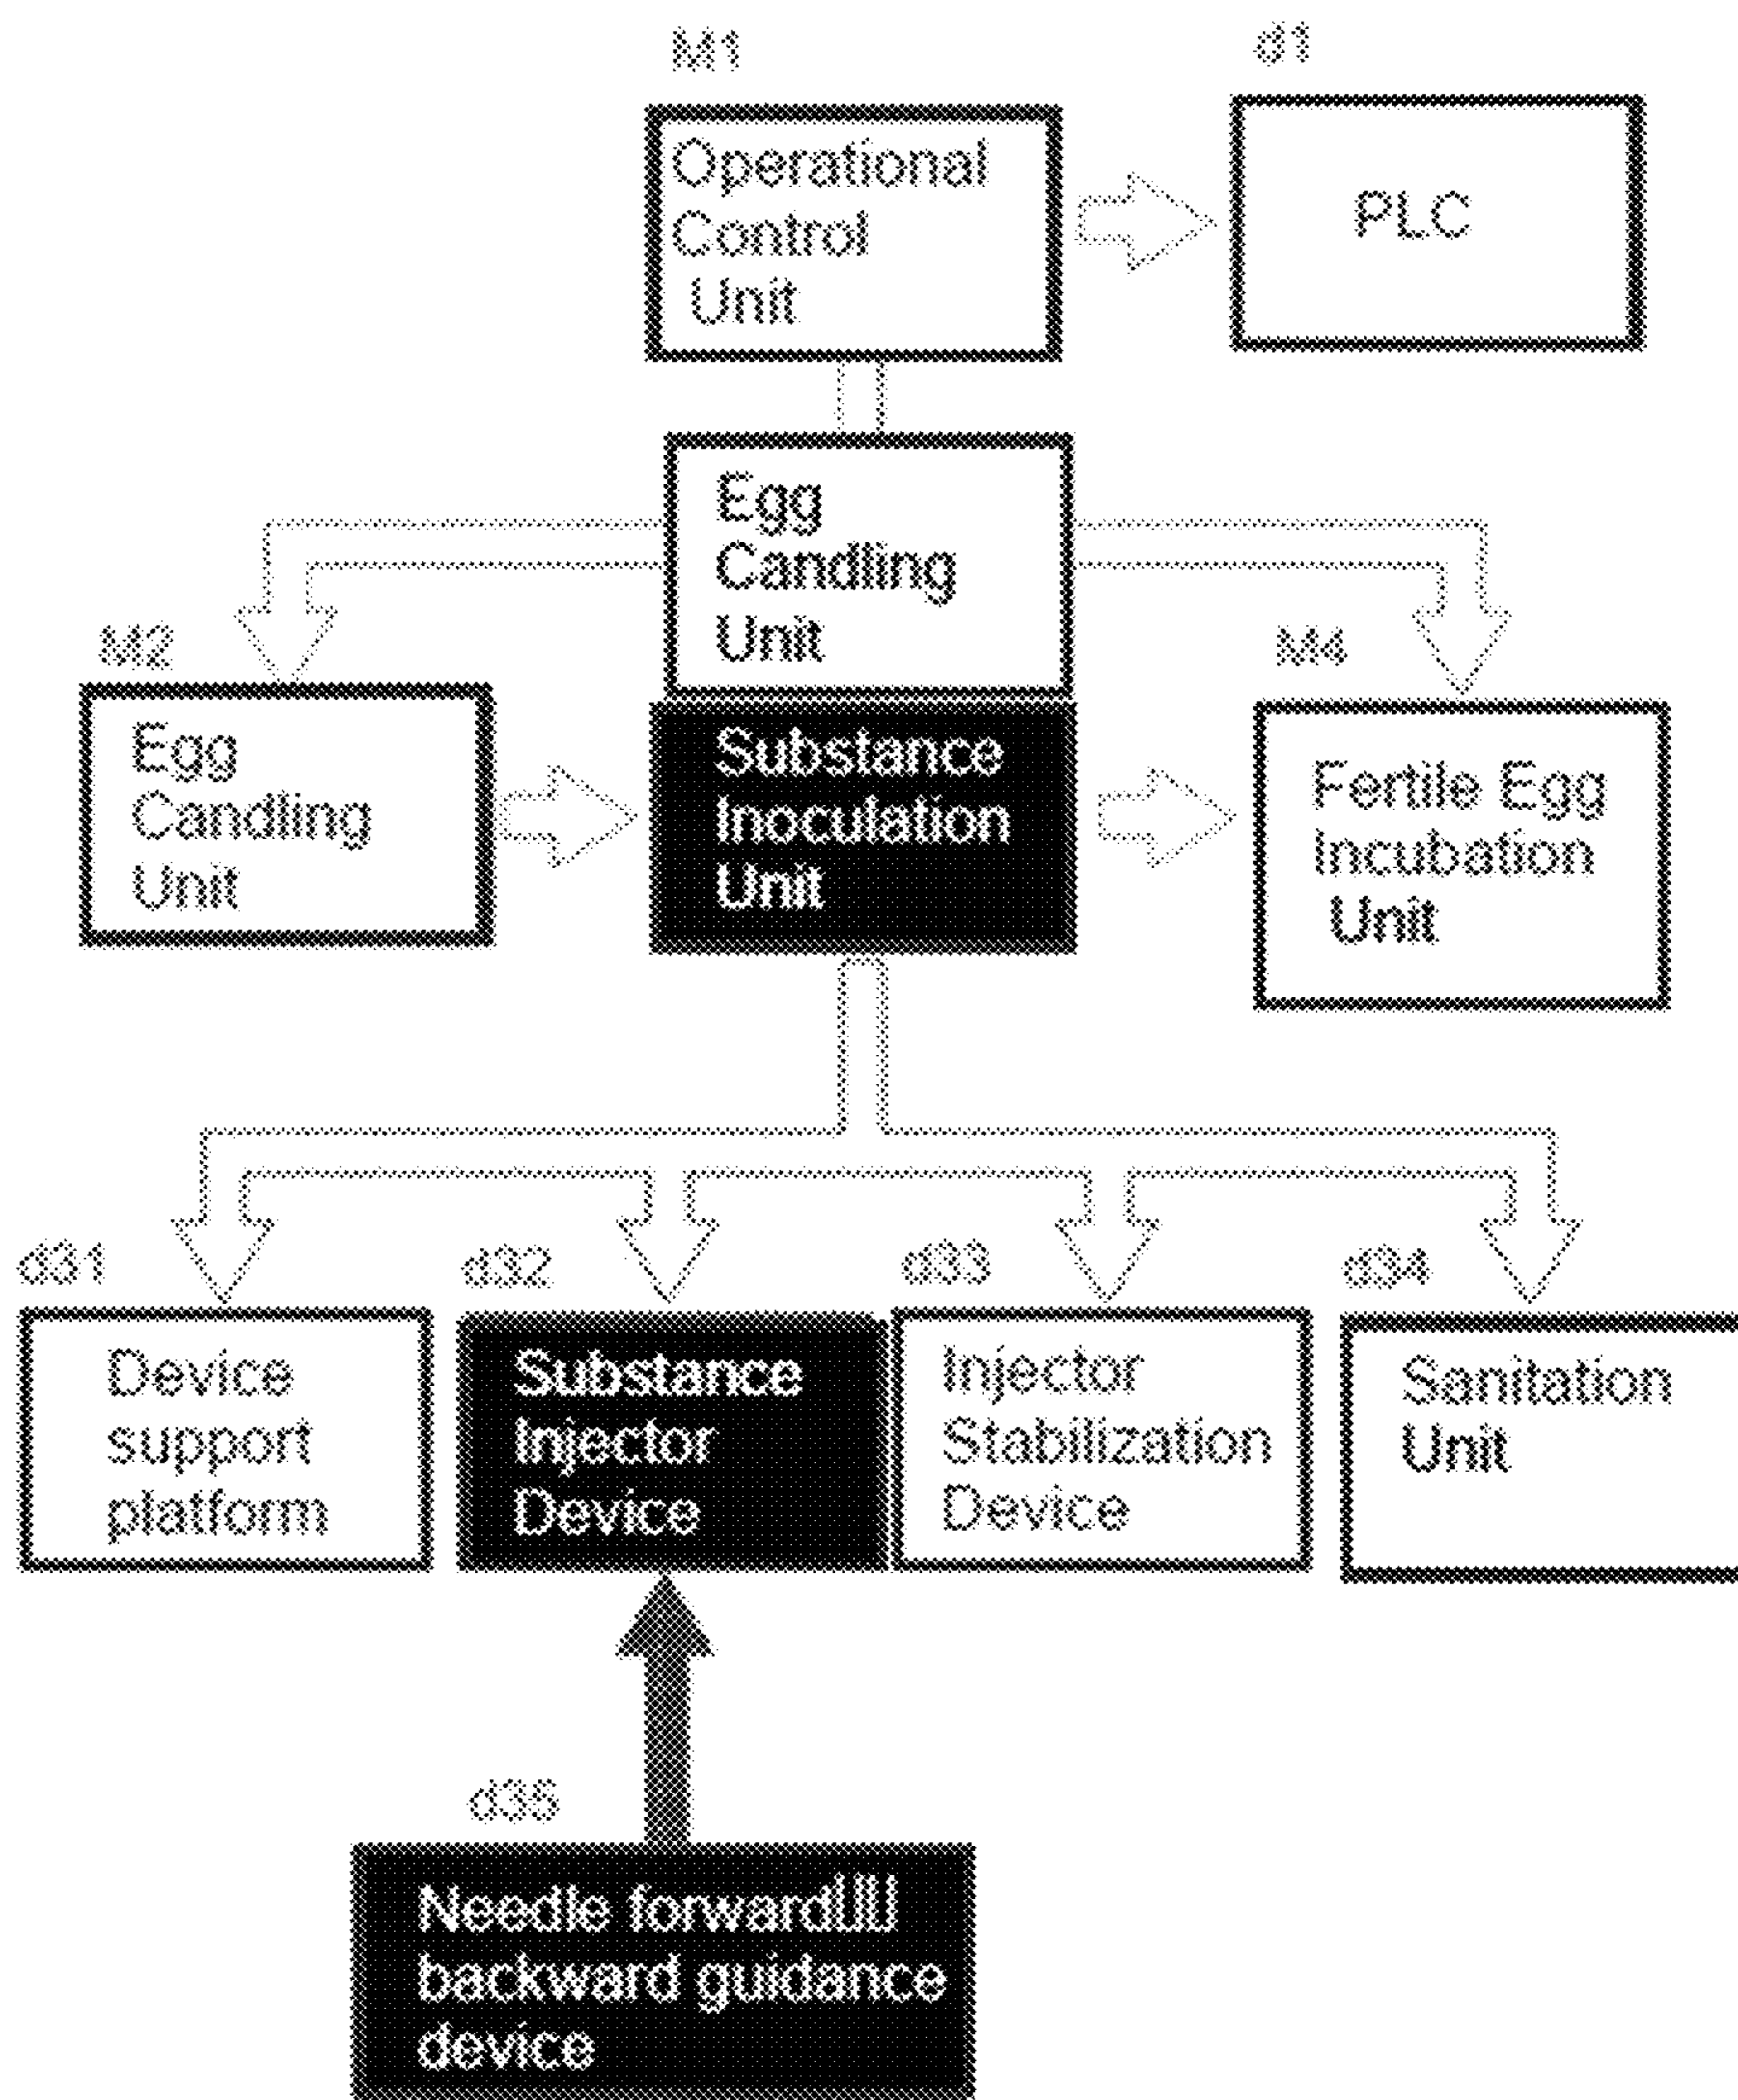 M1
d1
Operational
Control
Unit
PLC
Egg
Candling
Unit
M2
M4
Egg
Candling
Unit
Substance
Inoculation
Unit
Fertile Egg
Incubation
Unit
d31
d32
d33
d34
Device
support
platform
Substance
Injector
Device
Injector
Stabilization
Device
Sanitation
Unit
d35
Needle forward
backward guidance
device